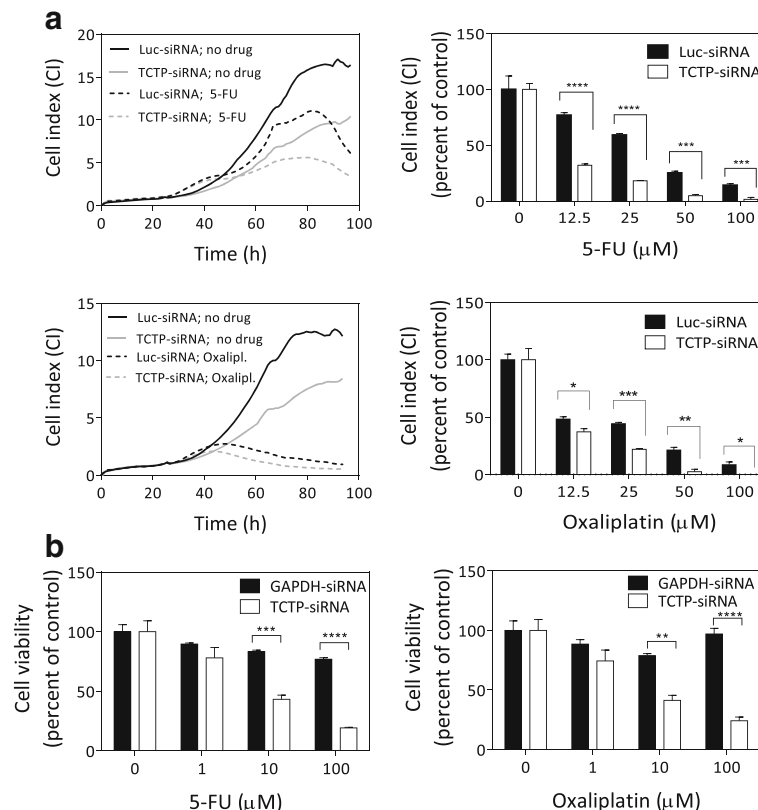 a
Cell index (CI)
20
15
10
5
0
Luc-siRNA; no drug
TCTP-siRNA; no drug
Luc-siRNA; 5-FU
TCTP-siRNA; 5-FU
0 20 40 60 80 100
Time (h)
Cell index (CI)
(percent of control)
150
100
50
0
Luc-siRNA
TCTP-siRNA
**** **** *** ***
0 12.5 25 50 100
5-FU (μM)
Cell index (CI)
15
10
5
0
Luc-siRNA; no drug
TCTP-siRNA; no drug
Luc-siRNA; Oxalipl.
TCTP-siRNA; Oxalipl.
0 20 40 60 80 100
Time (h)
Cell index (CI)
(percent of control)
150
100
50
0
Luc-siRNA
TCTP-siRNA
* *** ** *
0 12.5 25 50 100
Oxaliplatin (μM)
b
Cell viability
(percent of control)
150
100
50
0
GAPDH-siRNA
TCTP-siRNA
*** ****
0 1 10 100
5-FU (μM)
Cell viability
(percent of control)
150
100
50
0
GAPDH-siRNA
TCTP-siRNA
** ****
0 1 10 100
Oxaliplatin (μM)